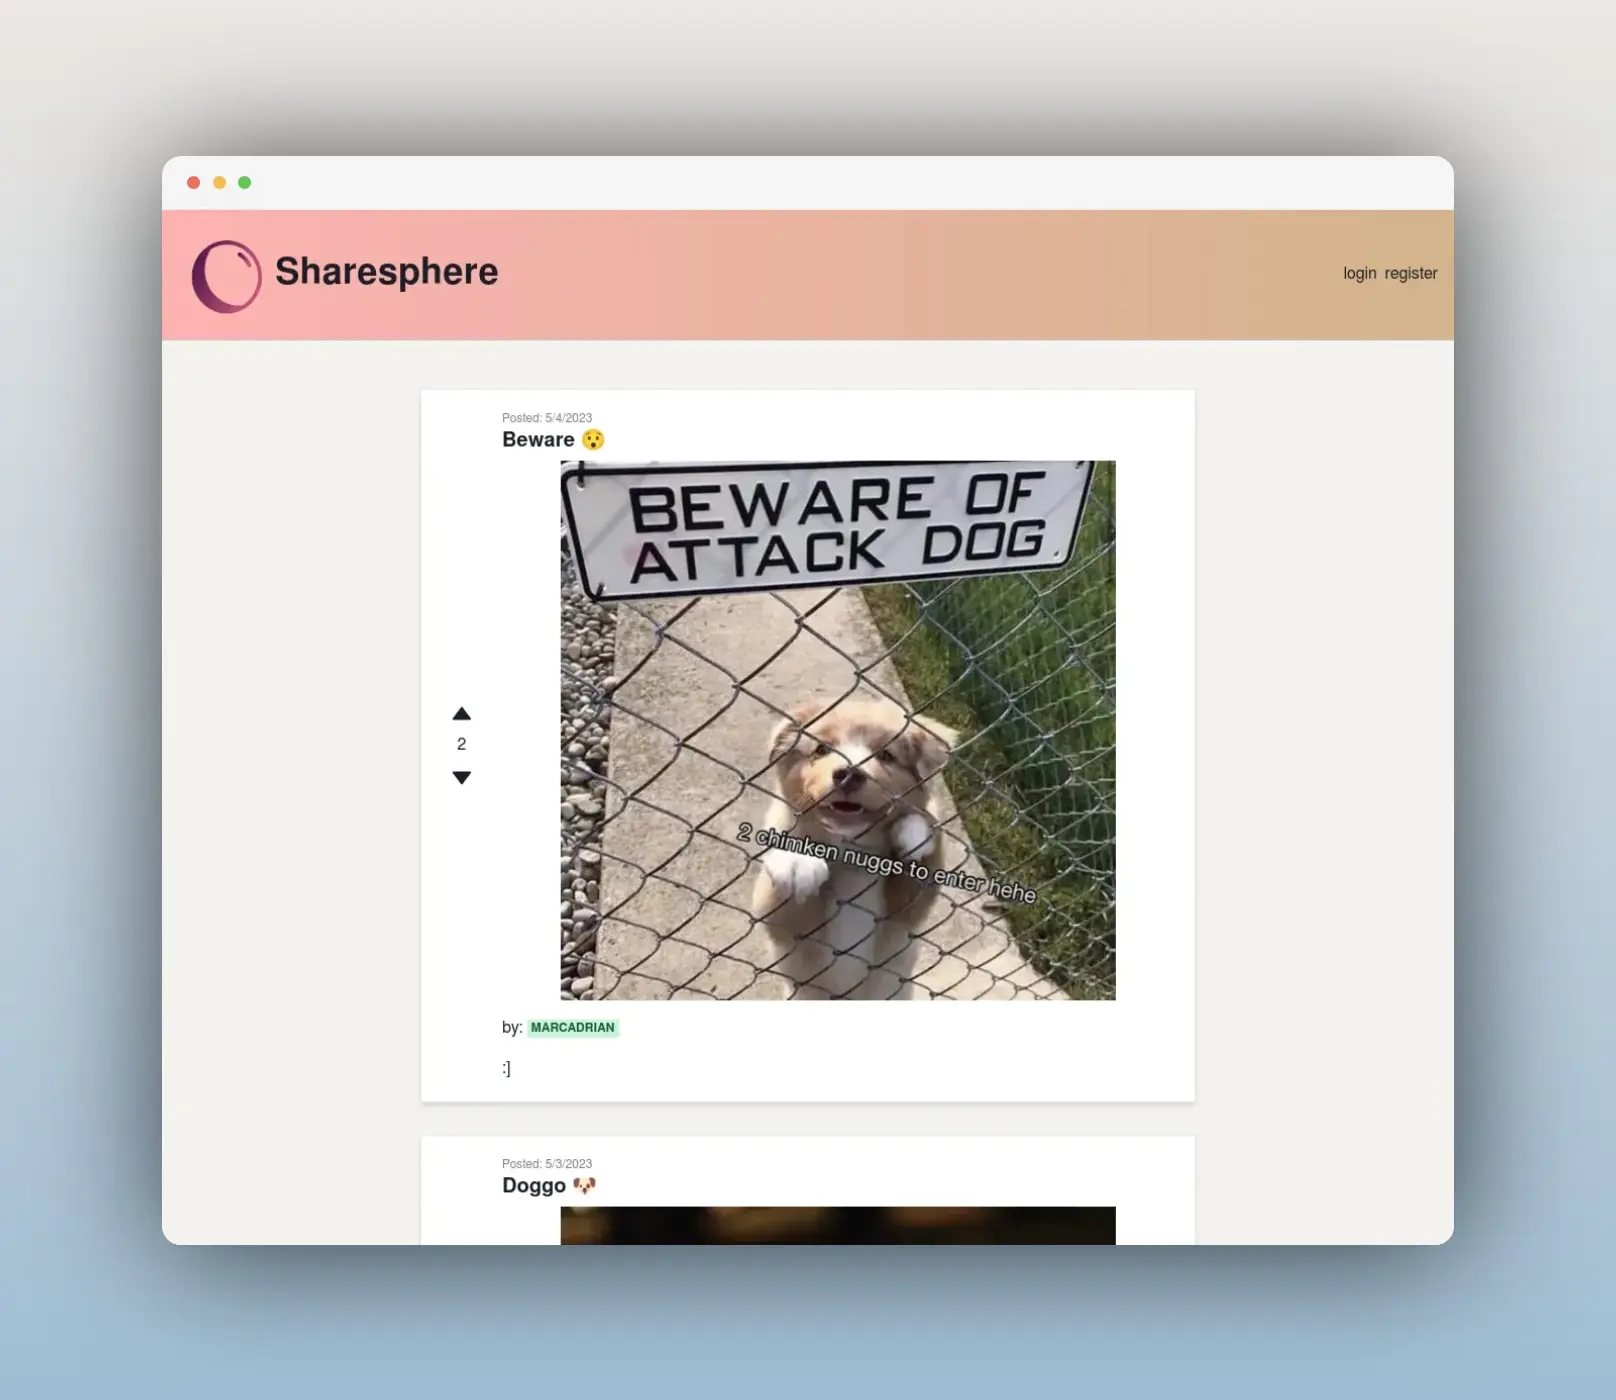 Sharesphere
login register
Posted: 5/4/2023
Beware 😯
BEWARE OF
ATTACK DOG
2 chimken nuggs to enter hehe
2
by: MARCADRIAN
:]
Posted: 5/3/2023
Doggo 🐶